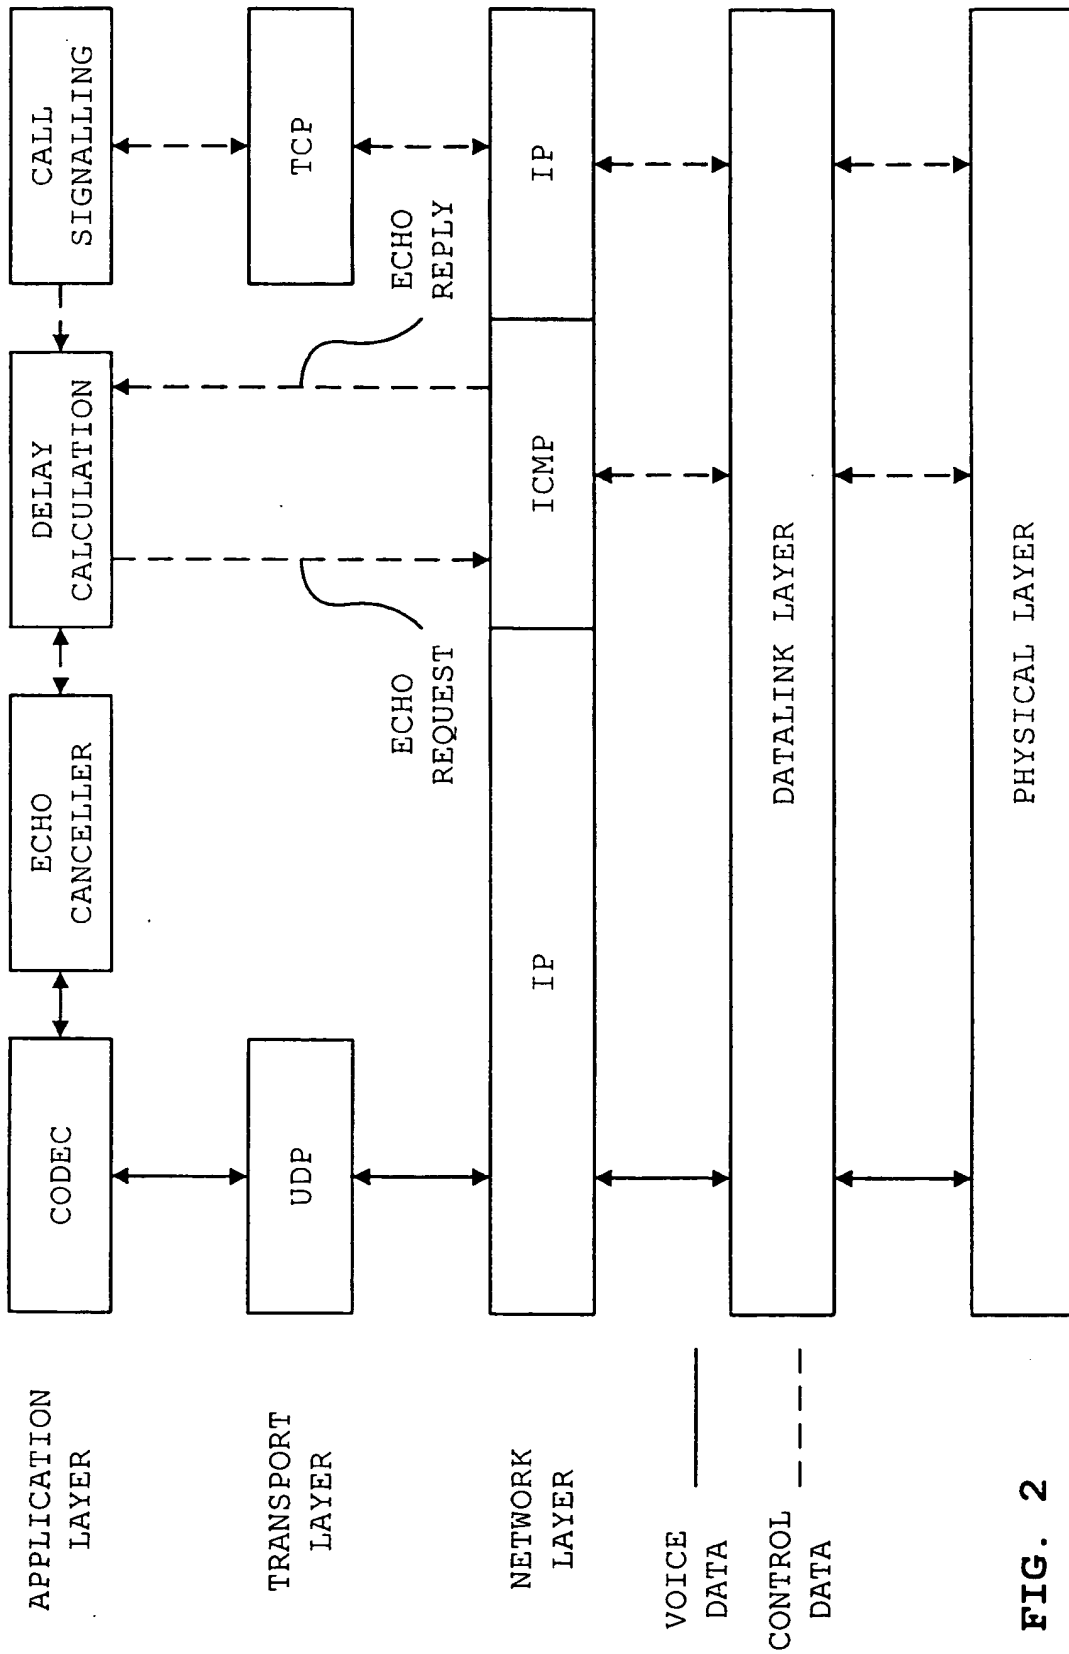 APPLICATION
LAYER
CODEC
ECHO
CANCELLER
DELAY
CALCULATION
CALL
SIGNALLING
TRANSPORT
LAYER
UDP
ECHO
REQUEST
ECHO
REPLY
TCP
NETWORK
LAYER
IP
ICMP
IP
VOICE
DATA
CONTROL
DATA
DATALINK LAYER
PHYSICAL LAYER
FIG. 2